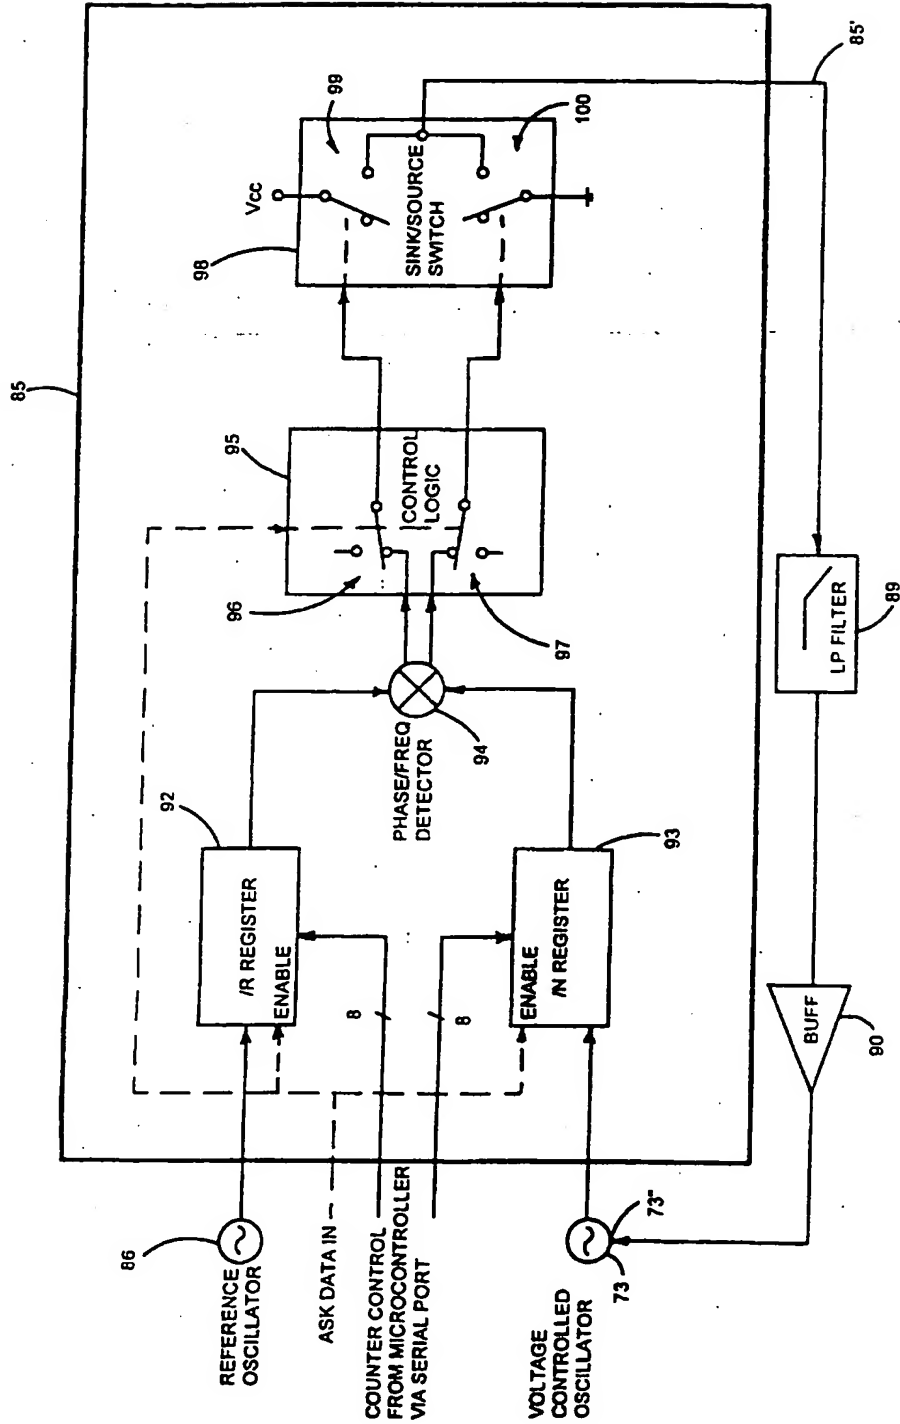 85
Vcc
98
99
SINK/SOURCE
SWITCH
100
85'
95
CONTROL
LOGIC
96
97
92
/R REGISTER
ENABLE
PHASE/FREQ
DETECTOR
94
8
8
ENABLE
/N REGISTER
93
LP FILTER
89
BUFF
90
86
REFERENCE
OSCILLATOR
ASK DATA IN
COUNTER CONTROL
FROM MICROCONTROLLER
VIA SERIAL PORT
VOLTAGE
CONTROLLED
OSCILLATOR
73
73"